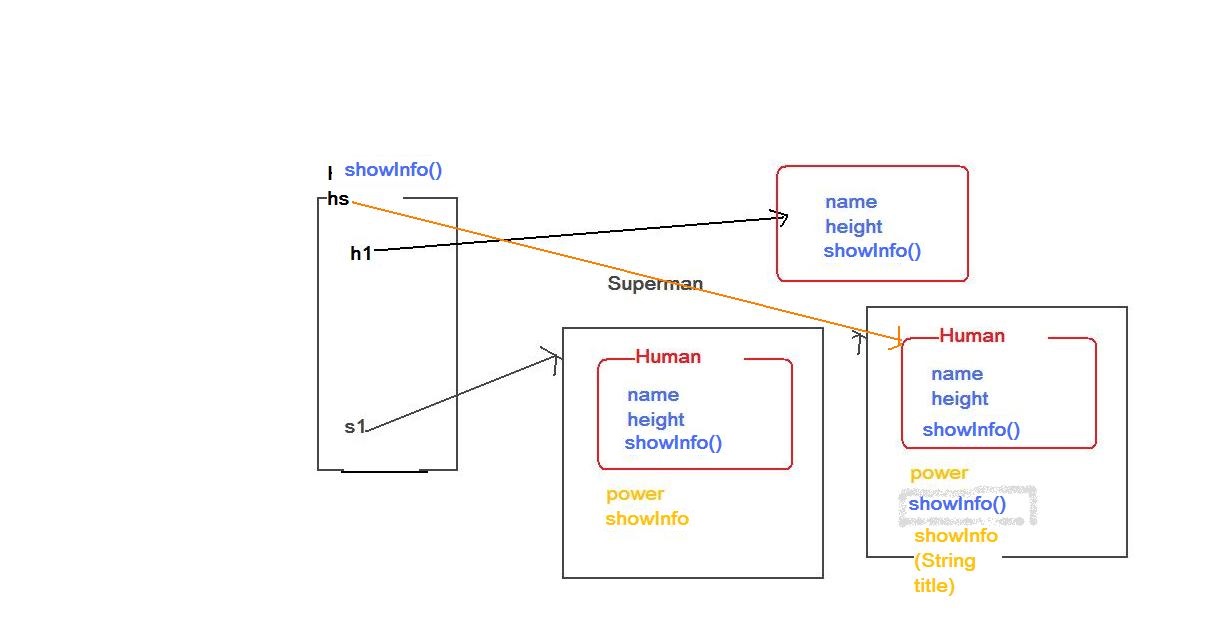 showInfo()
hs
h1
s1
name
height
showInfo()
Superman
Human
name
height
showInfo()
power
showInfo
Human
name
height
showInfo()
power
showInfo()
showInfo
(String
title)